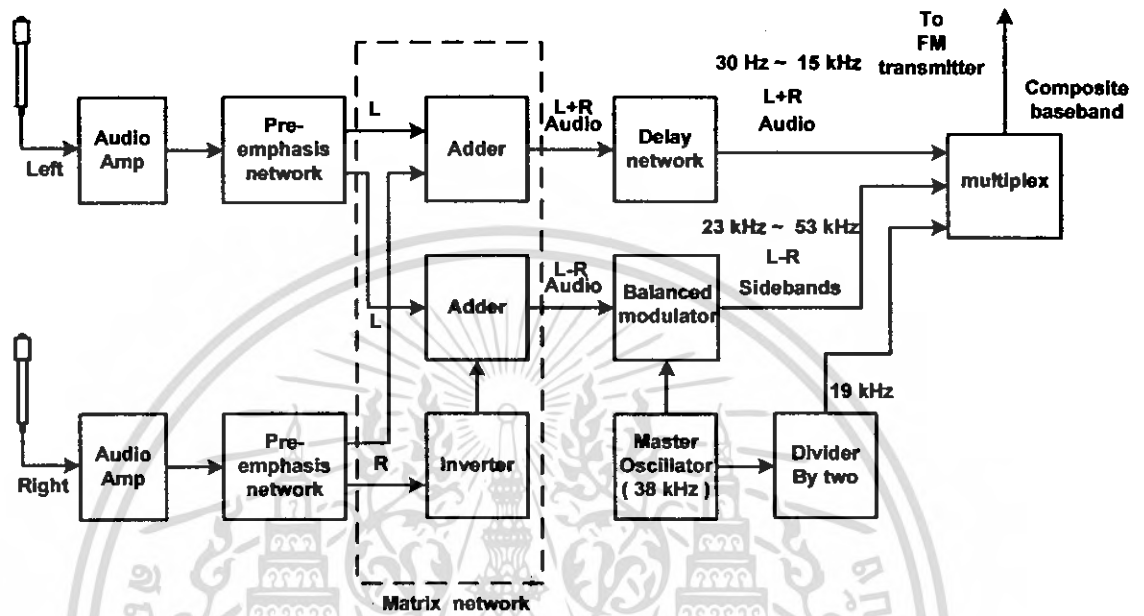 To
FM
transmitter
30 Hz ~ 15 kHz
L+R
Audio
Composite
baseband
Left
Audio
Amp
Pre-
emphasis
network
L
Adder
L+R
Audio
Delay
network
multiplex
23 kHz ~ 53 kHz
L-R
Sidebands
L
Adder
L-R
Audio
Balanced
modulator
19 kHz
Right
Audio
Amp
Pre-
emphasis
network
R
Inverter
Master
Oscillator
( 38 kHz )
Divider
By two
Matrix network